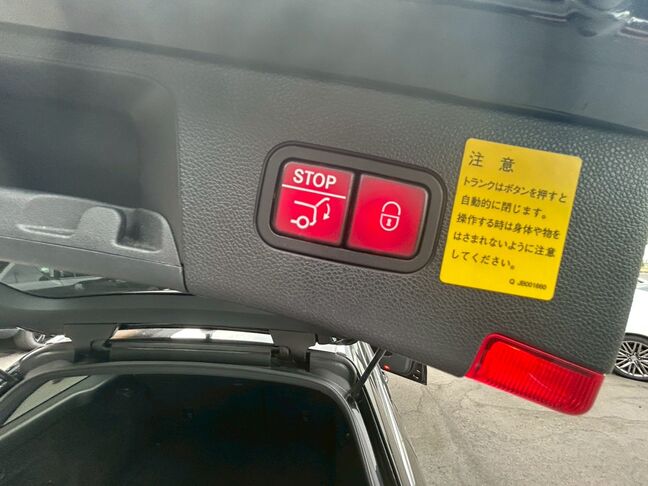 STOP
注 意
トランクはボタンを押すと
自動的に閉じます。
操作する時は身体や物を
はさまれないように注意
してください。
Q JB001660